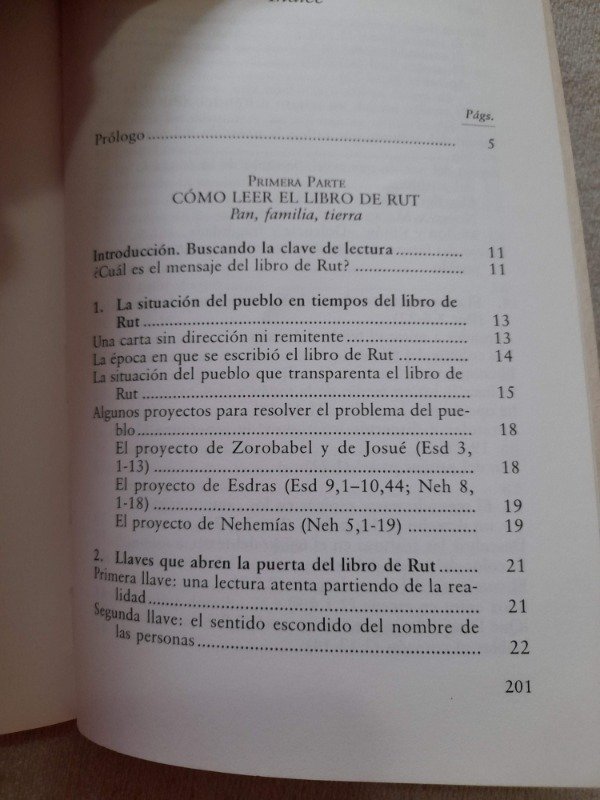 Índice
Págs.
Prólogo.......................................................... 5
PRIMERA PARTE
CÓMO LEER EL LIBRO DE RUT
Pan, familia, tierra
Introducción. Buscando la clave de lectura............. 11
¿Cuál es el mensaje del libro de Rut? ..................... 11
1. La situación del pueblo en tiempos del libro de
Rut................................................................ 13
Una carta sin dirección ni remitente...................... 13
La época en que se escribió el libro de Rut ............. 14
La situación del pueblo que transparenta el libro de
Rut ................................................................ 15
Algunos proyectos para resolver el problema del pue-
blo................................................................. 18
El proyecto de Zorobabel y de Josué (Esd 3,
1-13) .............................................................. 18
El proyecto de Esdras (Esd 9,1–10,44; Neh 8,
1-18) .............................................................. 19
El proyecto de Nehemías (Neh 5,1-19) .............. 19
2. Llaves que abren la puerta del libro de Rut........ 21
Primera llave: una lectura atenta partiendo de la rea-
lidad............................................................... 21
Segunda llave: el sentido escondido del nombre de
las personas...................................................... 22
201